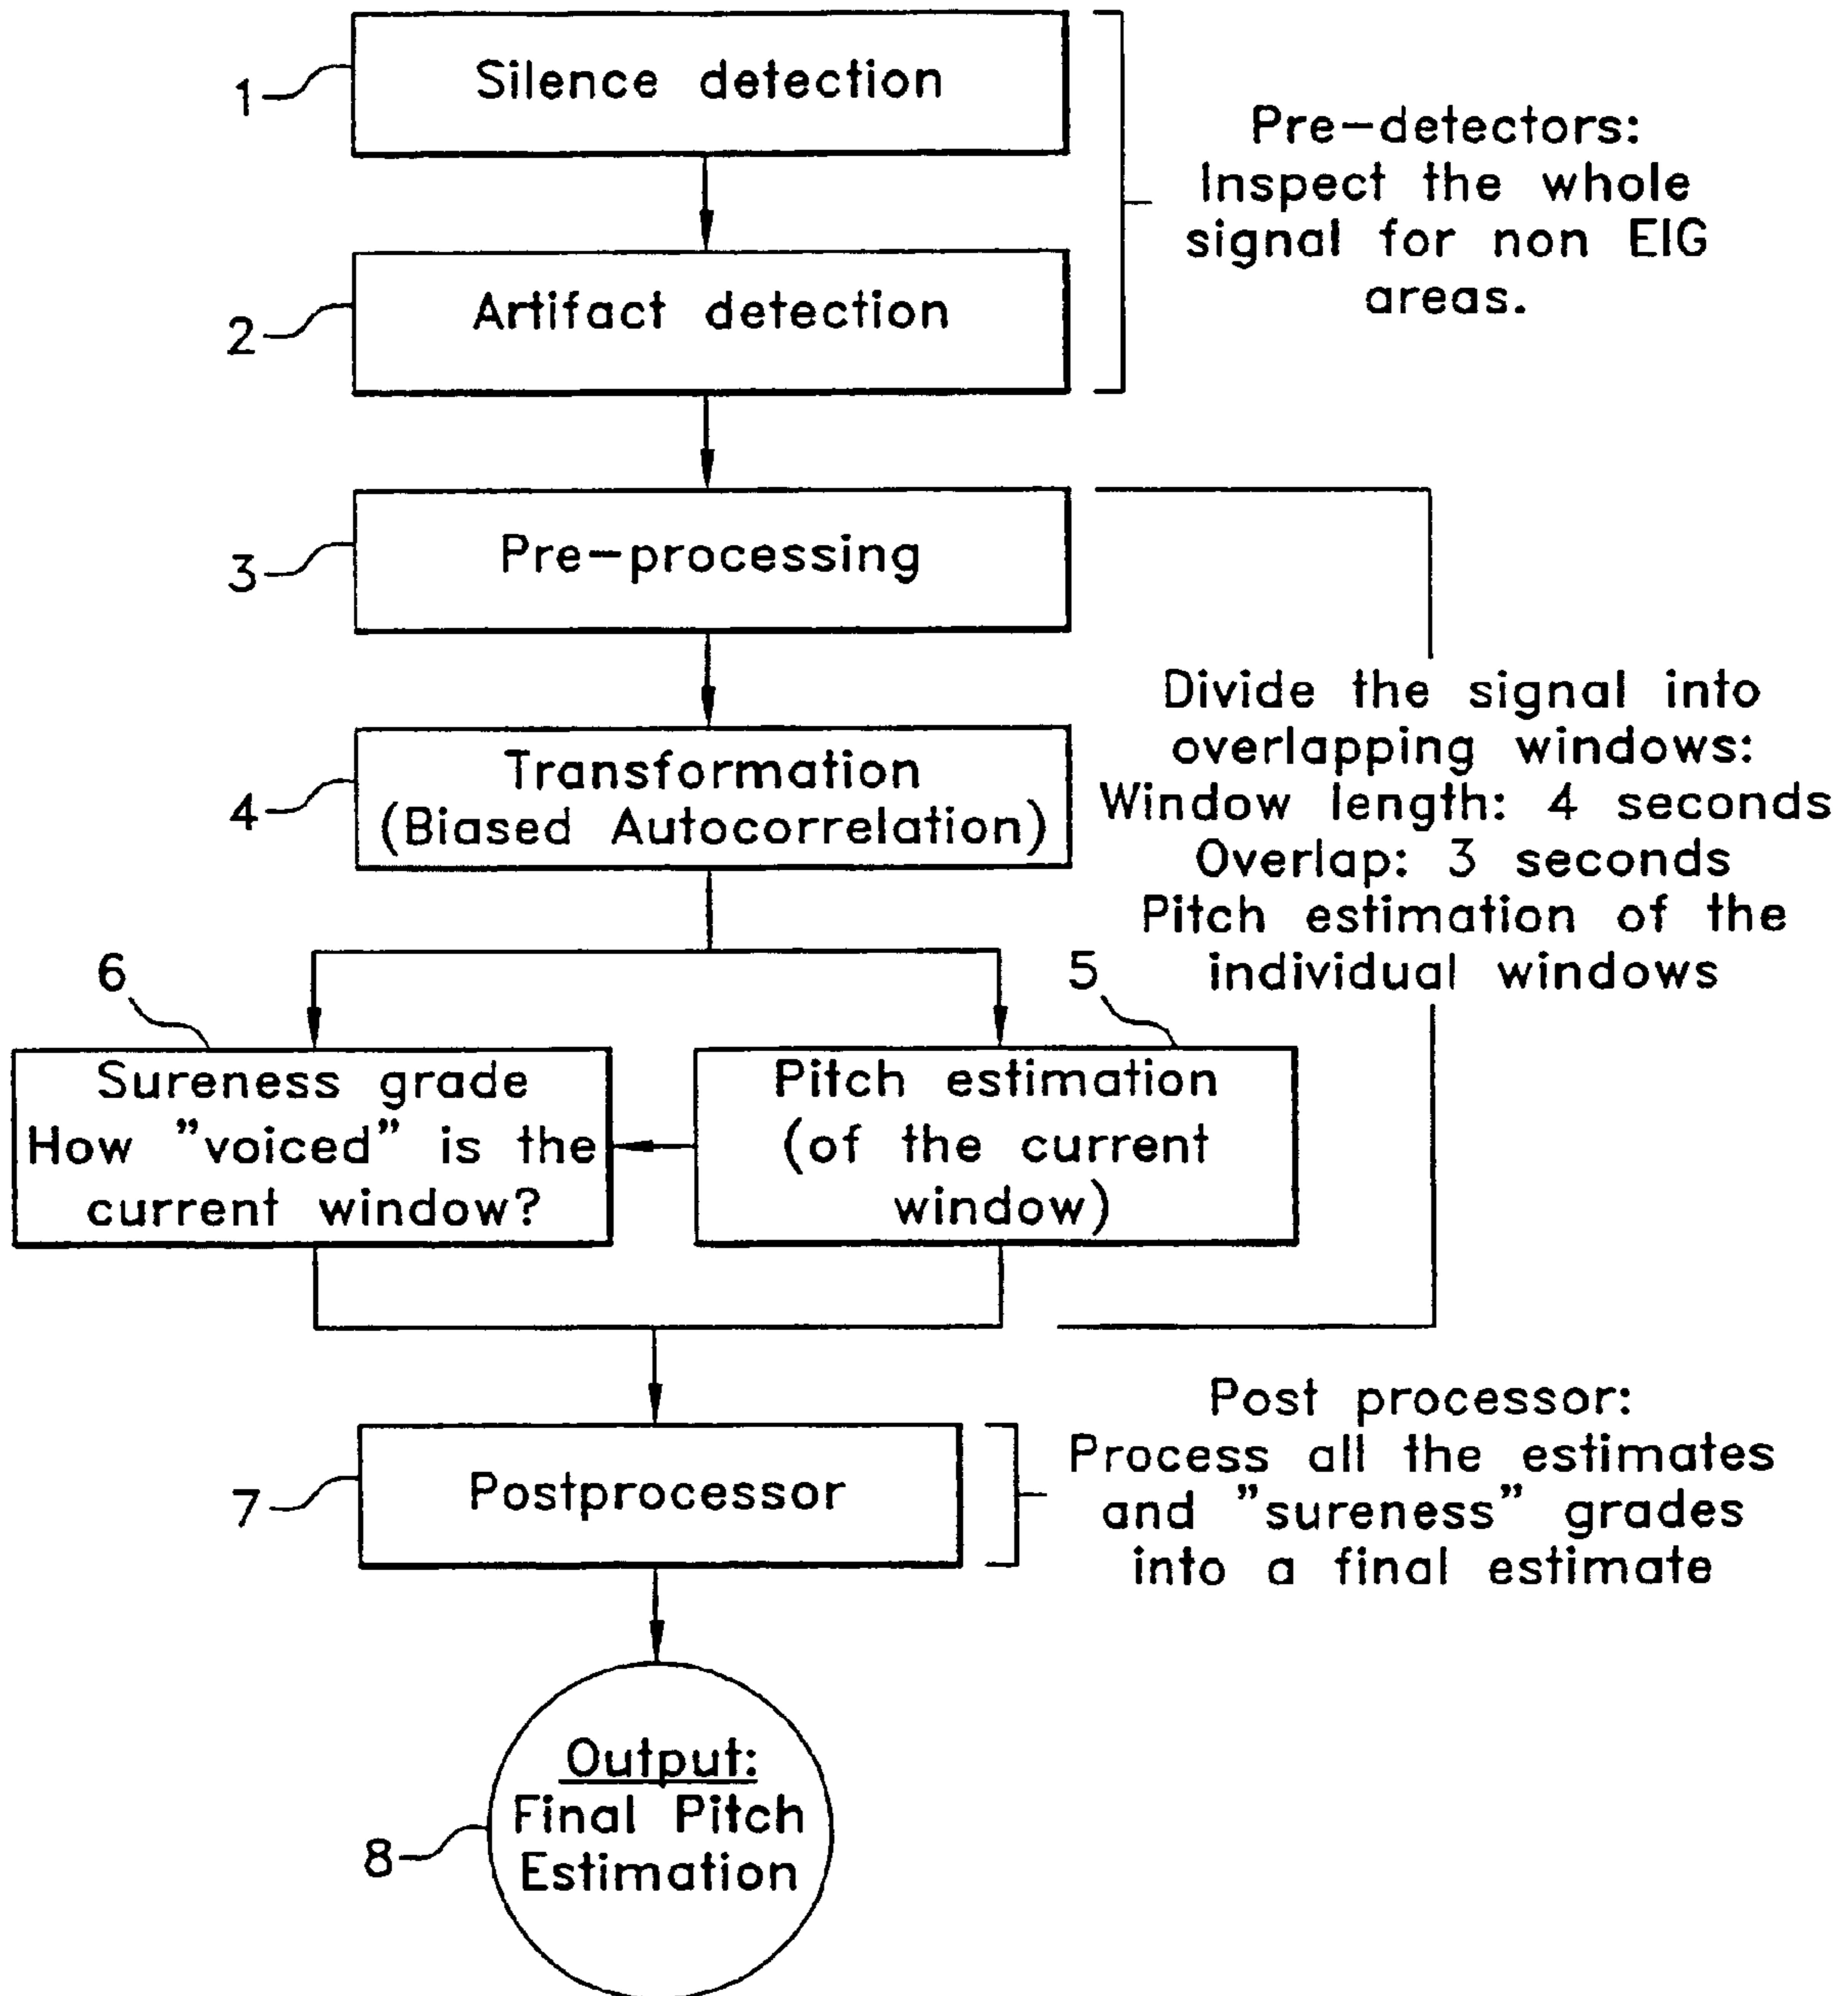 1
Silence detection
Pre-detectors:
Inspect the whole
signal for non EIG
areas.
2
Artifact detection
3
Pre-processing
4
Transformation
(Biased Autocorrelation)
Divide the signal into
overlapping windows:
Window length: 4 seconds
Overlap: 3 seconds
Pitch estimation of the
individual windows
6
Sureness grade
How "voiced" is the
current window?
5
Pitch estimation
(of the current
window)
7
Postprocessor
Post processor:
Process all the estimates
and "sureness" grades
into a final estimate
8
Output:
Final Pitch
Estimation